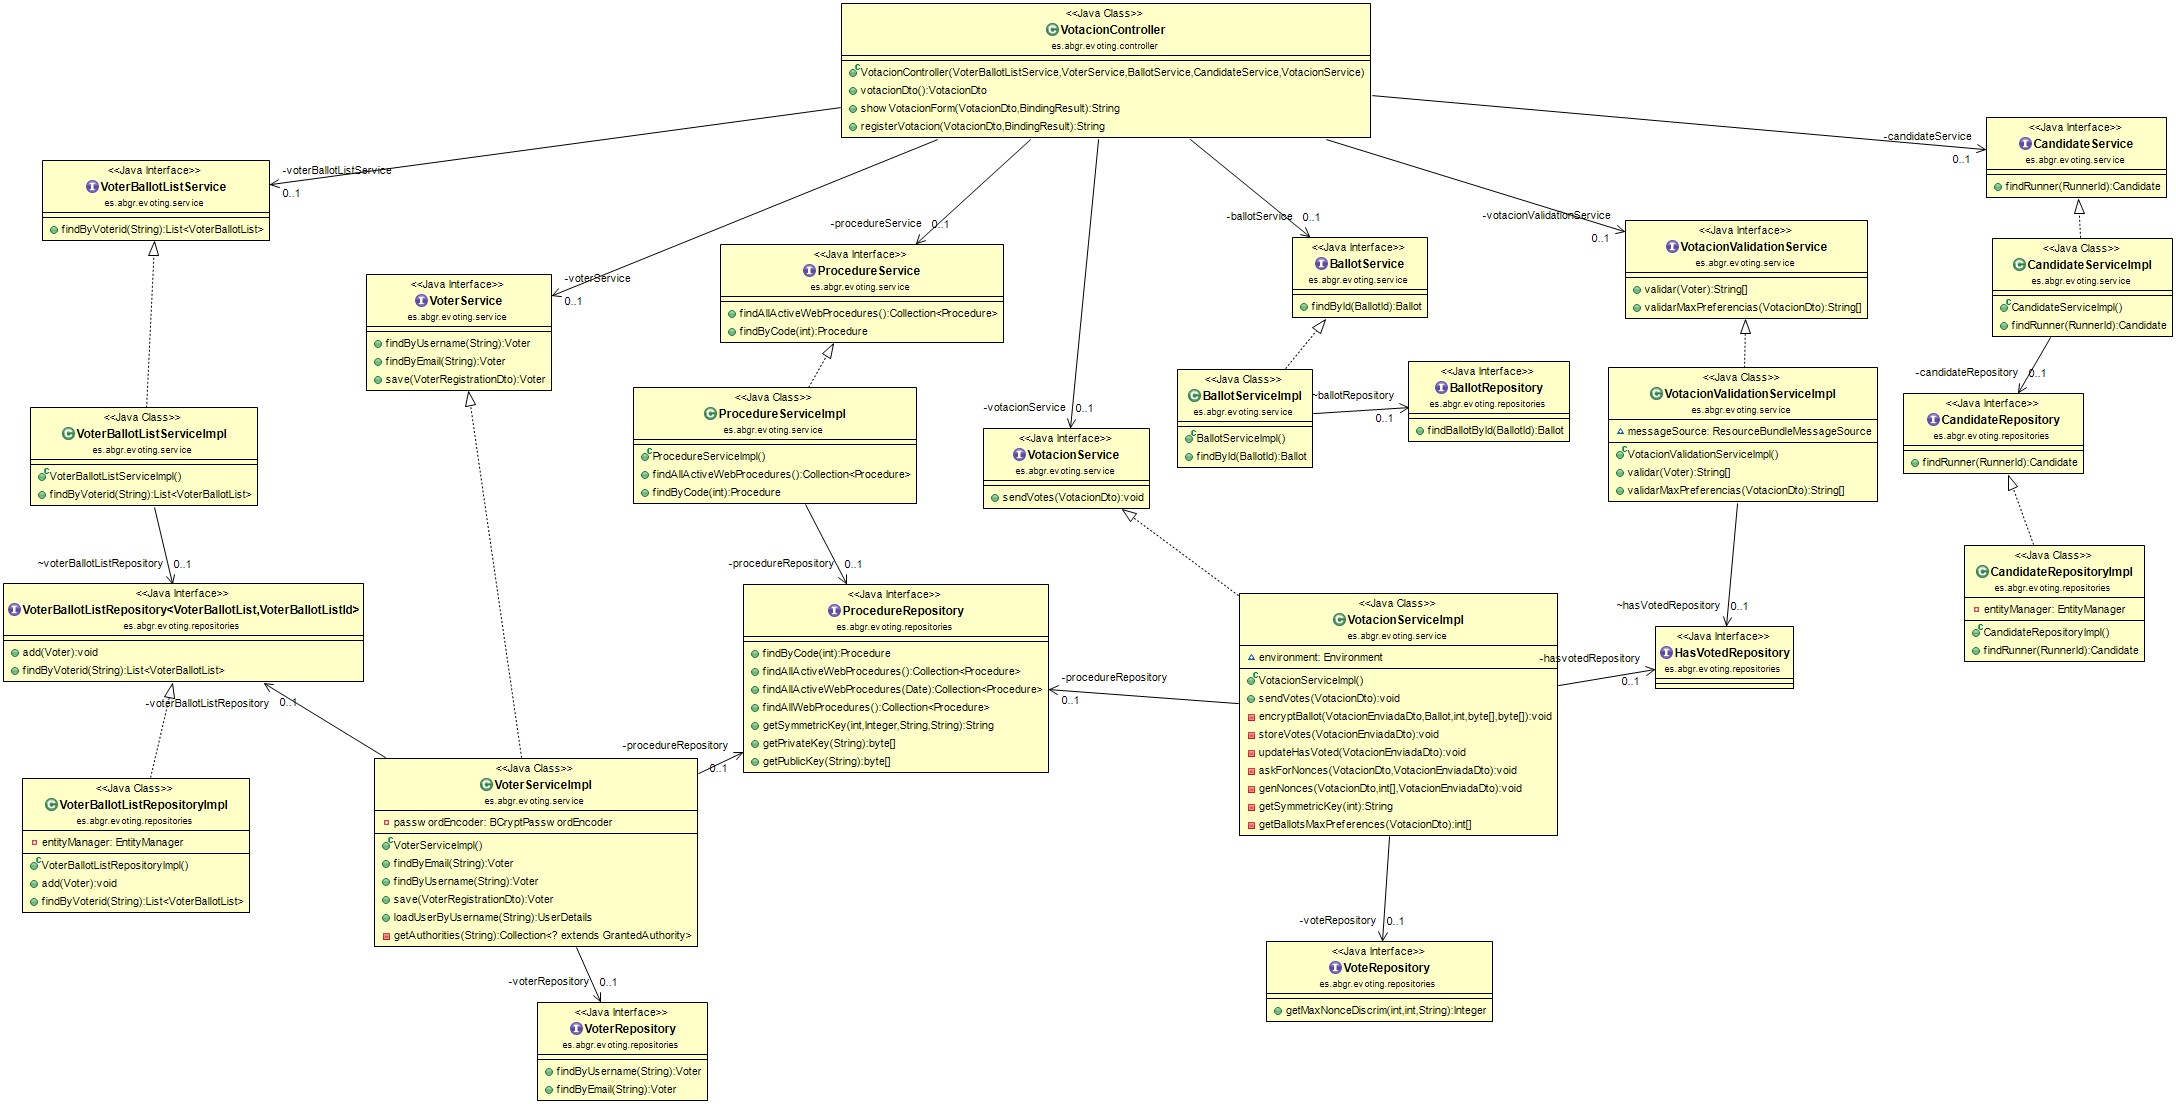 <<Java Class>>
VotacionController
es.abgr.evoting.controller
VotacionController(VoterBallotListService,VoterService,BallotService,CandidateService,VotacionService)
votacionDto():VotacionDto
showVotacionForm(VotacionDto,BindingResult):String
registerVotacion(VotacionDto,BindingResult):String
-voterBallotListService
0..1
-voterService
0..1
-procedureService
0..1
-votacionService
0..1
-ballotService
0..1
-votacionValidationService
0..1
-candidateService
0..1
<<Java Interface>>
VoterBallotListService
es.abgr.evoting.service
findByVoterid(String):List<VoterBallotList>
<<Java Interface>>
VoterService
es.abgr.evoting.service
findByUsername(String):Voter
findByEmail(String):Voter
save(VoterRegistrationDto):Voter
<<Java Interface>>
ProcedureService
es.abgr.evoting.service
findAllActiveWebProcedures():Collection<Procedure>
findByCode(int):Procedure
<<Java Interface>>
BallotService
es.abgr.evoting.service
findById(BallotId):Ballot
<<Java Interface>>
VotacionValidationService
es.abgr.evoting.service
validar(Voter):String[]
validarMaxPreferencias(VotacionDto):String[]
<<Java Interface>>
CandidateService
es.abgr.evoting.service
findRunner(RunnerId):Candidate
<<Java Class>>
CandidateServiceImpl
es.abgr.evoting.service
CandidateServiceImpl()
findRunner(RunnerId):Candidate
-candidateRepository
0..1
<<Java Class>>
VoterBallotListServiceImpl
es.abgr.evoting.service
VoterBallotListServiceImpl()
findByVoterid(String):List<VoterBallotList>
~voterBallotListRepository
0..1
<<Java Class>>
ProcedureServiceImpl
es.abgr.evoting.service
ProcedureServiceImpl()
findAllActiveWebProcedures():Collection<Procedure>
findByCode(int):Procedure
-procedureRepository
0..1
<<Java Interface>>
VotacionService
es.abgr.evoting.service
sendVotes(VotacionDto):void
<<Java Class>>
BallotServiceImpl
es.abgr.evoting.service
BallotServiceImpl()
findById(BallotId):Ballot
~ballotRepository
0..1
<<Java Interface>>
BallotRepository
es.abgr.evoting.repositories
findBallotById(BallotId):Ballot
<<Java Class>>
VotacionValidationServiceImpl
es.abgr.evoting.service
messageSource: ResourceBundleMessageSource
VotacionValidationServiceImpl()
validar(Voter):String[]
validarMaxPreferencias(VotacionDto):String[]
~hasVotedRepository
0..1
<<Java Interface>>
CandidateRepository
es.abgr.evoting.repositories
findRunner(RunnerId):Candidate
<<Java Class>>
CandidateRepositoryImpl
es.abgr.evoting.repositories
entityManager: EntityManager
CandidateRepositoryImpl()
findRunner(RunnerId):Candidate
<<Java Interface>>
VoterBallotListRepository<VoterBallotList,VoterBallotListId>
es.abgr.evoting.repositories
add(Voter):void
findByVoterid(String):List<VoterBallotList>
-voterBallotListRepository
0..1
<<Java Interface>>
ProcedureRepository
es.abgr.evoting.repositories
findByCode(int):Procedure
findAllActiveWebProcedures():Collection<Procedure>
findAllActiveWebProcedures(Date):Collection<Procedure>
findAllWebProcedures():Collection<Procedure>
getSymmetricKey(int,Integer,String,String):String
getPrivateKey(String):byte[]
getPublicKey(String):byte[]
-procedureRepository
0..1
-procedureRepository
0..1
<<Java Class>>
VotacionServiceImpl
es.abgr.evoting.service
environment: Environment
VotacionServiceImpl()
sendVotes(VotacionDto):void
encryptBallot(VotacionEnviadaDto,Ballot,int,byte[],byte[]):void
storeVotes(VotacionEnviadaDto):void
updateHasVoted(VotacionEnviadaDto):void
askForNonces(VotacionDto,VotacionEnviadaDto):void
genNonces(VotacionDto,int[],VotacionEnviadaDto):void
getSymmetricKey(int):String
getBallotsMaxPreferences(VotacionDto):int[]
-hasvotedRepository
0..1
<<Java Interface>>
HasVotedRepository
es.abgr.evoting.repositories
<<Java Class>>
VoterBallotListRepositoryImpl
es.abgr.evoting.repositories
entityManager: EntityManager
VoterBallotListRepositoryImpl()
add(Voter):void
findByVoterid(String):List<VoterBallotList>
<<Java Class>>
VoterServiceImpl
es.abgr.evoting.service
passwordEncoder: BCryptPasswordEncoder
VoterServiceImpl()
findByEmail(String):Voter
findByUsername(String):Voter
save(VoterRegistrationDto):Voter
loadUserByUsername(String):UserDetails
getAuthorities(String):Collection<? extends GrantedAuthority>
-voterRepository
0..1
-voteRepository
0..1
<<Java Interface>>
VoteRepository
es.abgr.evoting.repositories
getMaxNonceDiscrim(int,int,String):Integer
<<Java Interface>>
VoterRepository
es.abgr.evoting.repositories
findByUsername(String):Voter
findByEmail(String):Voter